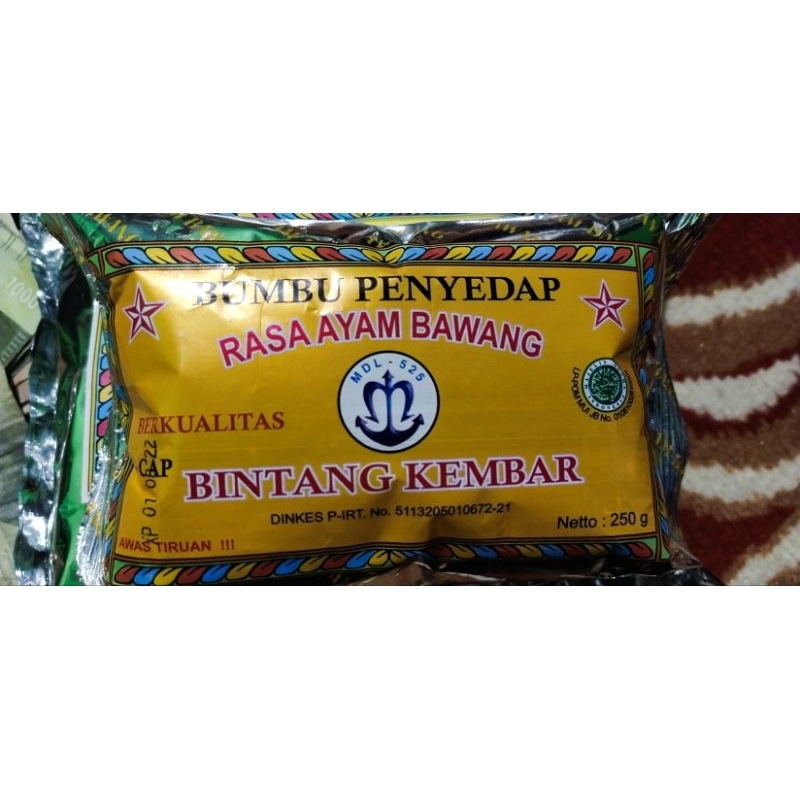 BUMBU PENYEDAP
RASA AYAM BAWANG
MDL - 525
BERKUALITAS
CAP
BINTANG KEMBAR
DINKES P-IRT. No. 5113205010672-21
Netto : 250 g
AWAS TIRUAN !!!